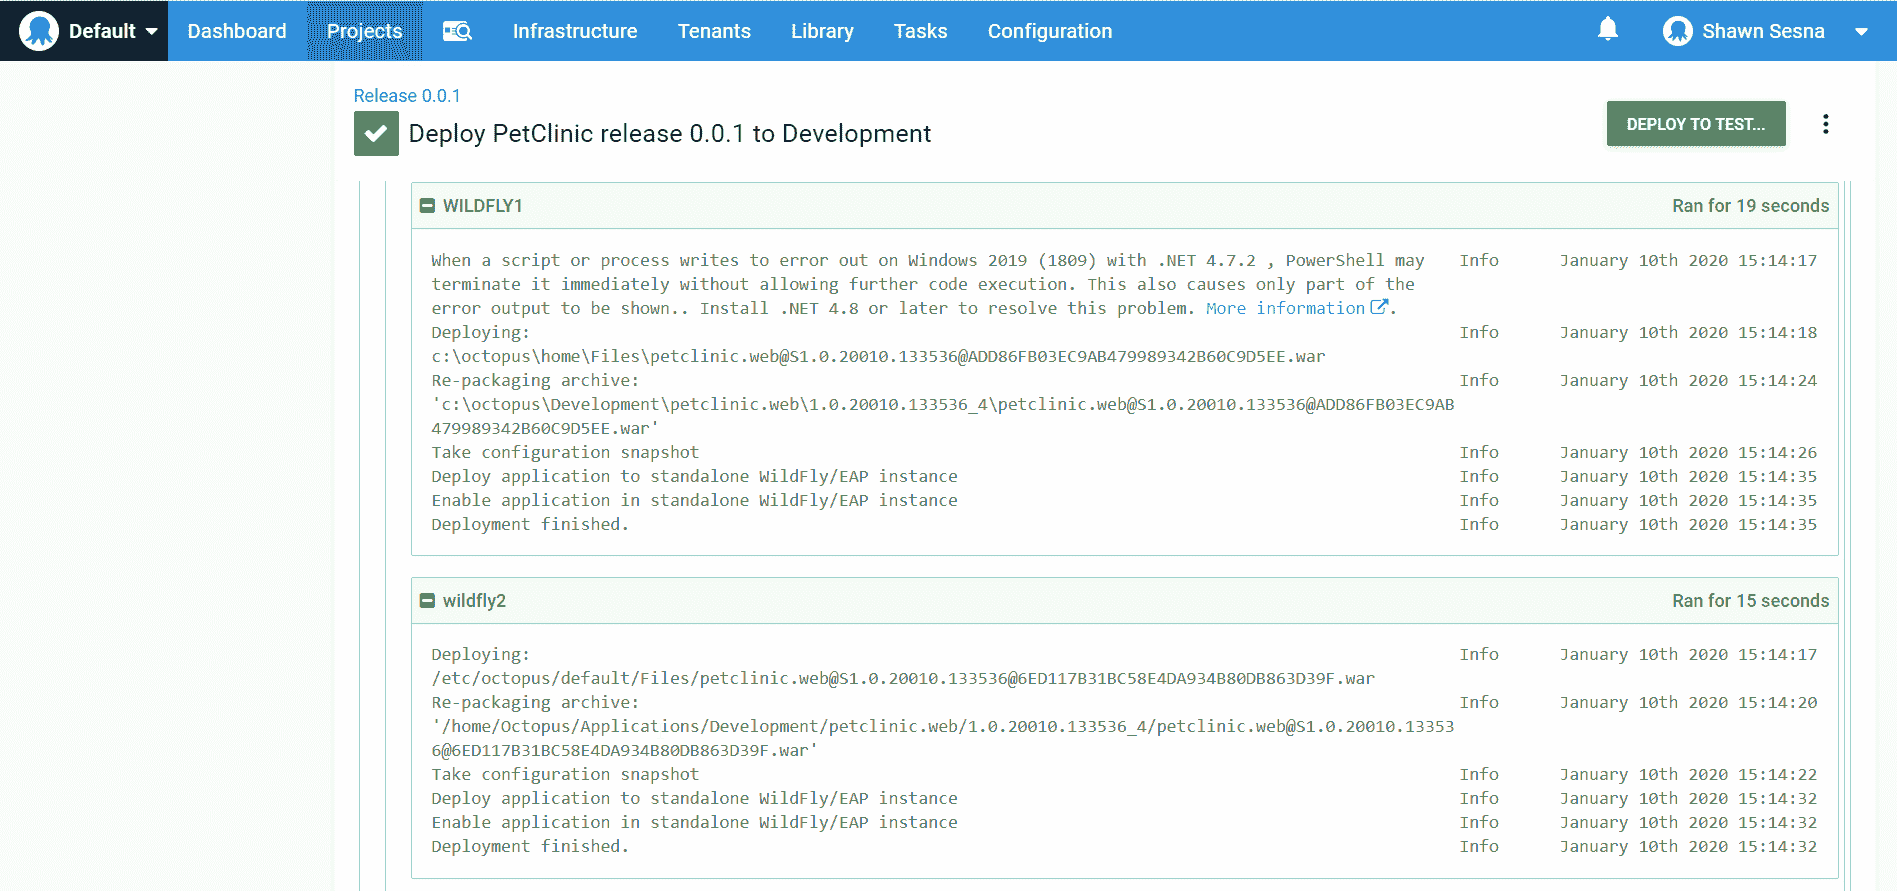 Default Dashboard Projects Infrastructure Tenants Library Tasks Configuration Shawn Sesna
Release 0.0.1
Deploy PetClinic release 0.0.1 to Development DEPLOY TO TEST...
WILDFLY1 Ran for 19 seconds
When a script or process writes to error out on Windows 2019 (1809) with .NET 4.7.2 , PowerShell may Info January 10th 2020 15:14:17
terminate it immediately without allowing further code execution. This also causes only part of the
error output to be shown.. Install .NET 4.8 or later to resolve this problem. More information.
Deploying: Info January 10th 2020 15:14:18
c:\octopus\home\Files\petclinic.web@S1.0.20010.133536@ADD86FB03EC9AB479989342B60C9D5EE.war
Re-packaging archive: Info January 10th 2020 15:14:24
'c:\octopus\Development\petclinic.web\1.0.20010.133536_4\petclinic.web@S1.0.20010.133536@ADD86FB03EC9AB
479989342B60C9D5EE.war'
Take configuration snapshot Info January 10th 2020 15:14:26
Deploy application to standalone WildFly/EAP instance Info January 10th 2020 15:14:35
Enable application in standalone WildFly/EAP instance Info January 10th 2020 15:14:35
Deployment finished. Info January 10th 2020 15:14:35
wildfly2 Ran for 15 seconds
Deploying: Info January 10th 2020 15:14:17
/etc/octopus/default/Files/petclinic.web@S1.0.20010.133536@6ED117B31BC58E4DA934B80DB863D39F.war
Re-packaging archive: Info January 10th 2020 15:14:20
'/home/Octopus/Applications/Development/petclinic.web/1.0.20010.133536_4/petclinic.web@S1.0.20010.13353
6@6ED117B31BC58E4DA934B80DB863D39F.war'
Take configuration snapshot Info January 10th 2020 15:14:22
Deploy application to standalone WildFly/EAP instance Info January 10th 2020 15:14:32
Enable application in standalone WildFly/EAP instance Info January 10th 2020 15:14:32
Deployment finished. Info January 10th 2020 15:14:32